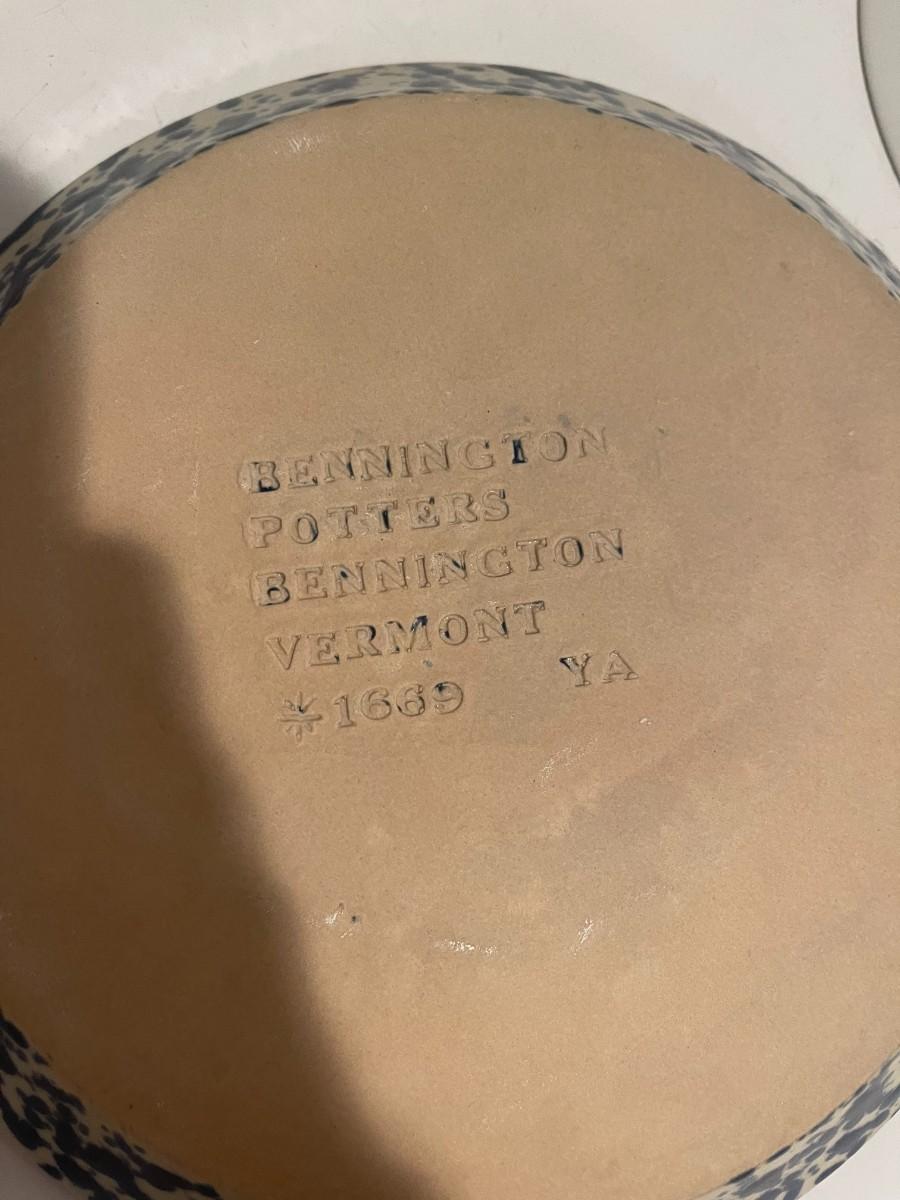 BENNINGTON
POTTERS
BENNINGTON
VERMONT
*1669 YA